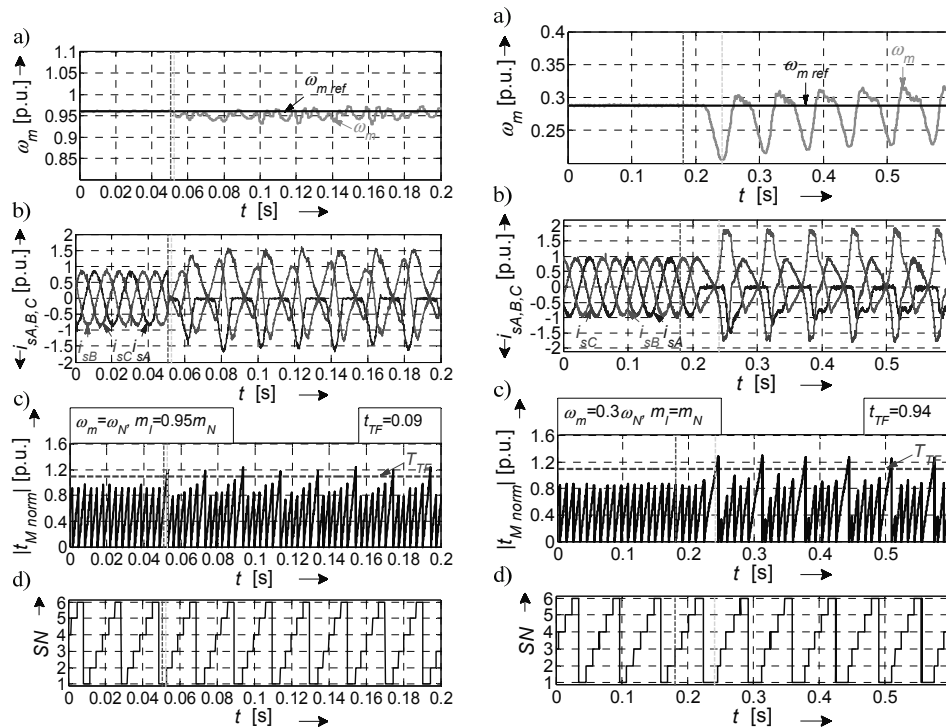 a)
ω_m [p.u.]
1.1
1.05
1
0.95
0.9
0.85
ω_m ref
ω_m
0 0.02 0.04 0.06 0.08 0.1 0.12 0.14 0.16 0.18 0.2
t [s]
b)
i_sA,B,C [p.u.]
2
1.5
1
0.5
0
-0.5
-1
-1.5
-2
i_sB i_sC i_sA
0 0.02 0.04 0.06 0.08 0.1 0.12 0.14 0.16 0.18 0.2
t [s]
c)
ω_m=ω_N, m_l=0.95m_N
t_TF=0.09
|t_M norm| [p.u.]
1.6
1.2
0.8
0.4
0
T_TF
0 0.02 0.04 0.06 0.08 0.1 0.12 0.14 0.16 0.18 0.2
t [s]
d)
SN
6
5
4
3
2
1
0 0.02 0.04 0.06 0.08 0.1 0.12 0.14 0.16 0.18 0.2
t [s]
a)
ω_m [p.u.]
0.4
0.35
0.3
0.25
ω_m ref
ω_m
0 0.1 0.2 0.3 0.4 0.5
t [s]
b)
i_sA,B,C [p.u.]
2
1.5
1
0.5
0
-0.5
-1
-1.5
-2
i_sC i_sB i_sA
0 0.1 0.2 0.3 0.4 0.5
t [s]
c)
ω_m=0.3ω_N, m_l=m_N
t_TF=0.94
|t_M norm| [p.u.]
1.6
1.2
0.8
0.4
0
T_TF
0 0.1 0.2 0.3 0.4 0.5
t [s]
d)
SN
6
5
4
3
2
1
0 0.1 0.2 0.3 0.4 0.5
t [s]